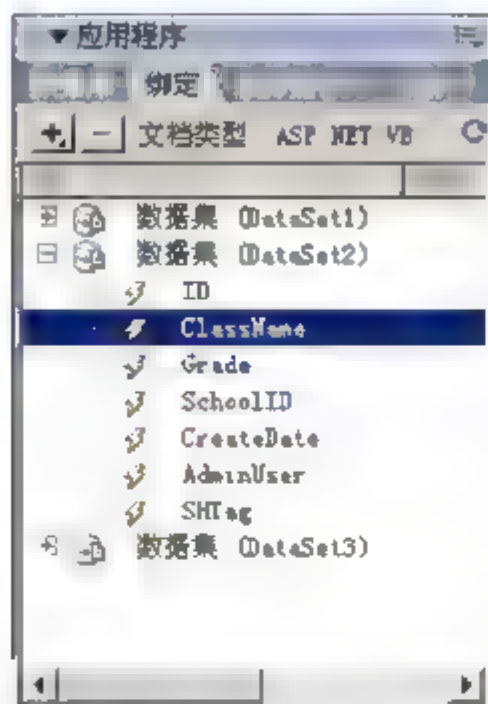 应用程序
绑定
文档类型 ASP NET VB
数据集 (DataSet1)
数据集 (DataSet2)
ID
ClassName
Grade
SchoolID
CreateDate
AdminUser
SHTag
数据集 (DataSet3)